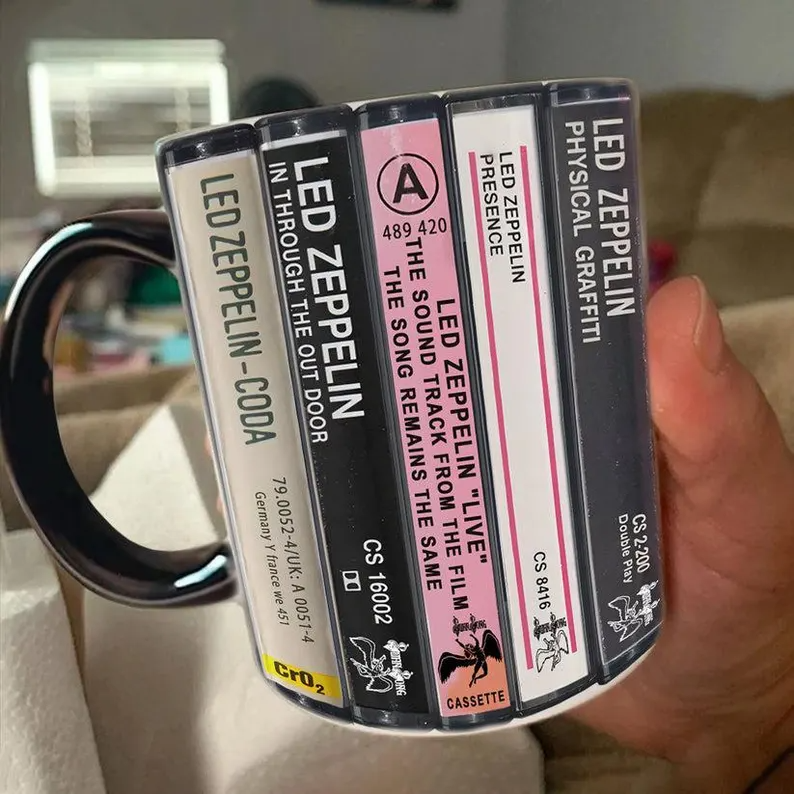 LED ZEPPELIN-CODA
79.0052-4/UK: A 0051-4
Germany Y france we 451
CrO₂
LED ZEPPELIN
IN THROUGH THE OUT DOOR
CS 16002
A
489 420
LED ZEPPELIN "LIVE"
THE SOUND TRACK FROM THE FILM
THE SONG REMAINS THE SAME
CASSETTE
LED ZEPPELIN
PRESENCE
CS 8416
LED ZEPPELIN
PHYSICAL GRAFFITI
CS 2-200
Double Play